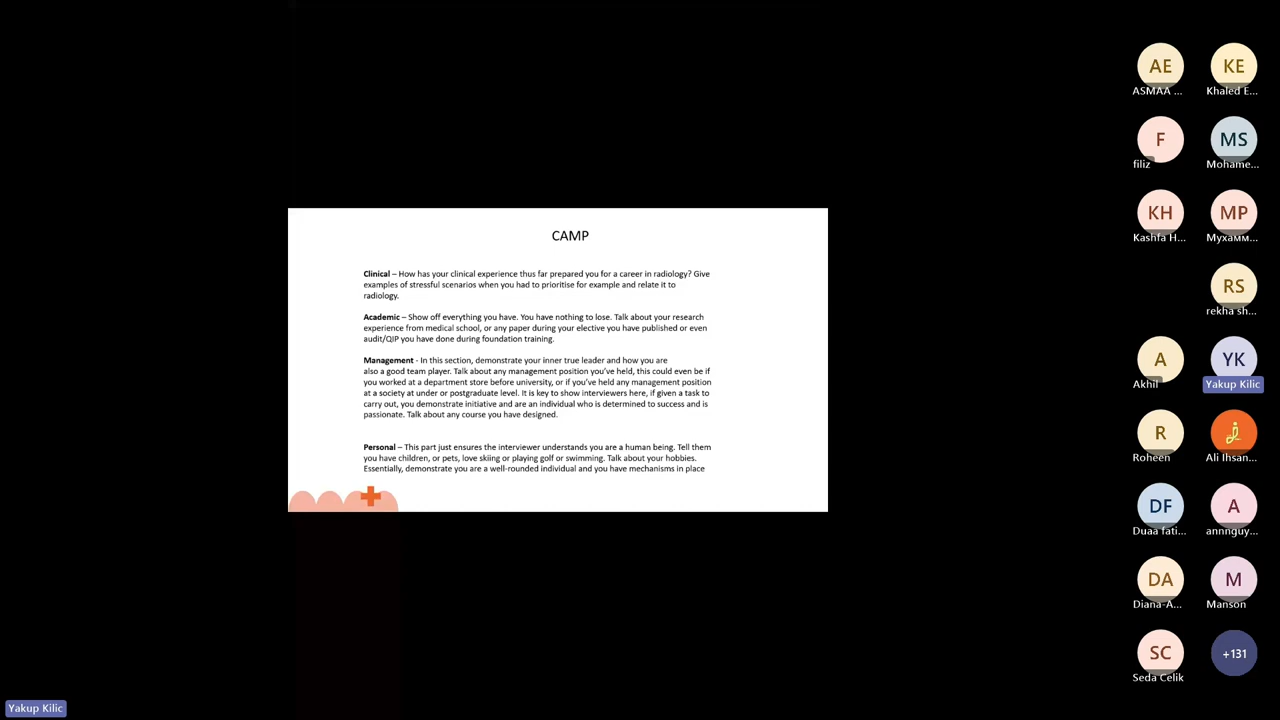 CAMP
Clinical – How has your clinical experience thus far prepared you for a career in radiology? Give
examples of stressful scenarios when you had to prioritise for example and relate it to
radiology.
Academic – Show off everything you have. You have nothing to lose. Talk about your research
experience from medical school, or any paper during your elective you have published or even
audit/QIP you have done during foundation training.
Management - In this section, demonstrate your inner true leader and how you are
also a good team player. Talk about any management position you've held, this could even be if
you worked at a department store before university, or if you've held any management position
at a society at under or postgraduate level. It is key to show interviewers here, if given a task to
carry out, you demonstrate initiative and are an individual who is determined to success and is
passionate. Talk about any course you have designed.
Personal – This part just ensures the interviewer understands you are a human being. Tell them
you have children, or pets, love skiing or playing golf or swimming. Talk about your hobbies.
Essentially, demonstrate you are a well-rounded individual and you have mechanisms in place
AE KE
ASMAA ... Khaled E...
F MS
filiz Mohame...
KH MP
Kashfa H... Мухамм...
RS
rekha sh...
A YK
Akhil Yakup Kilic
R
Roheen Ali Ihsan...
DF A
Duaa fati... annnguy...
DA M
Diana-A... Manson
SC +131
Seda Celik
Yakup Kilic